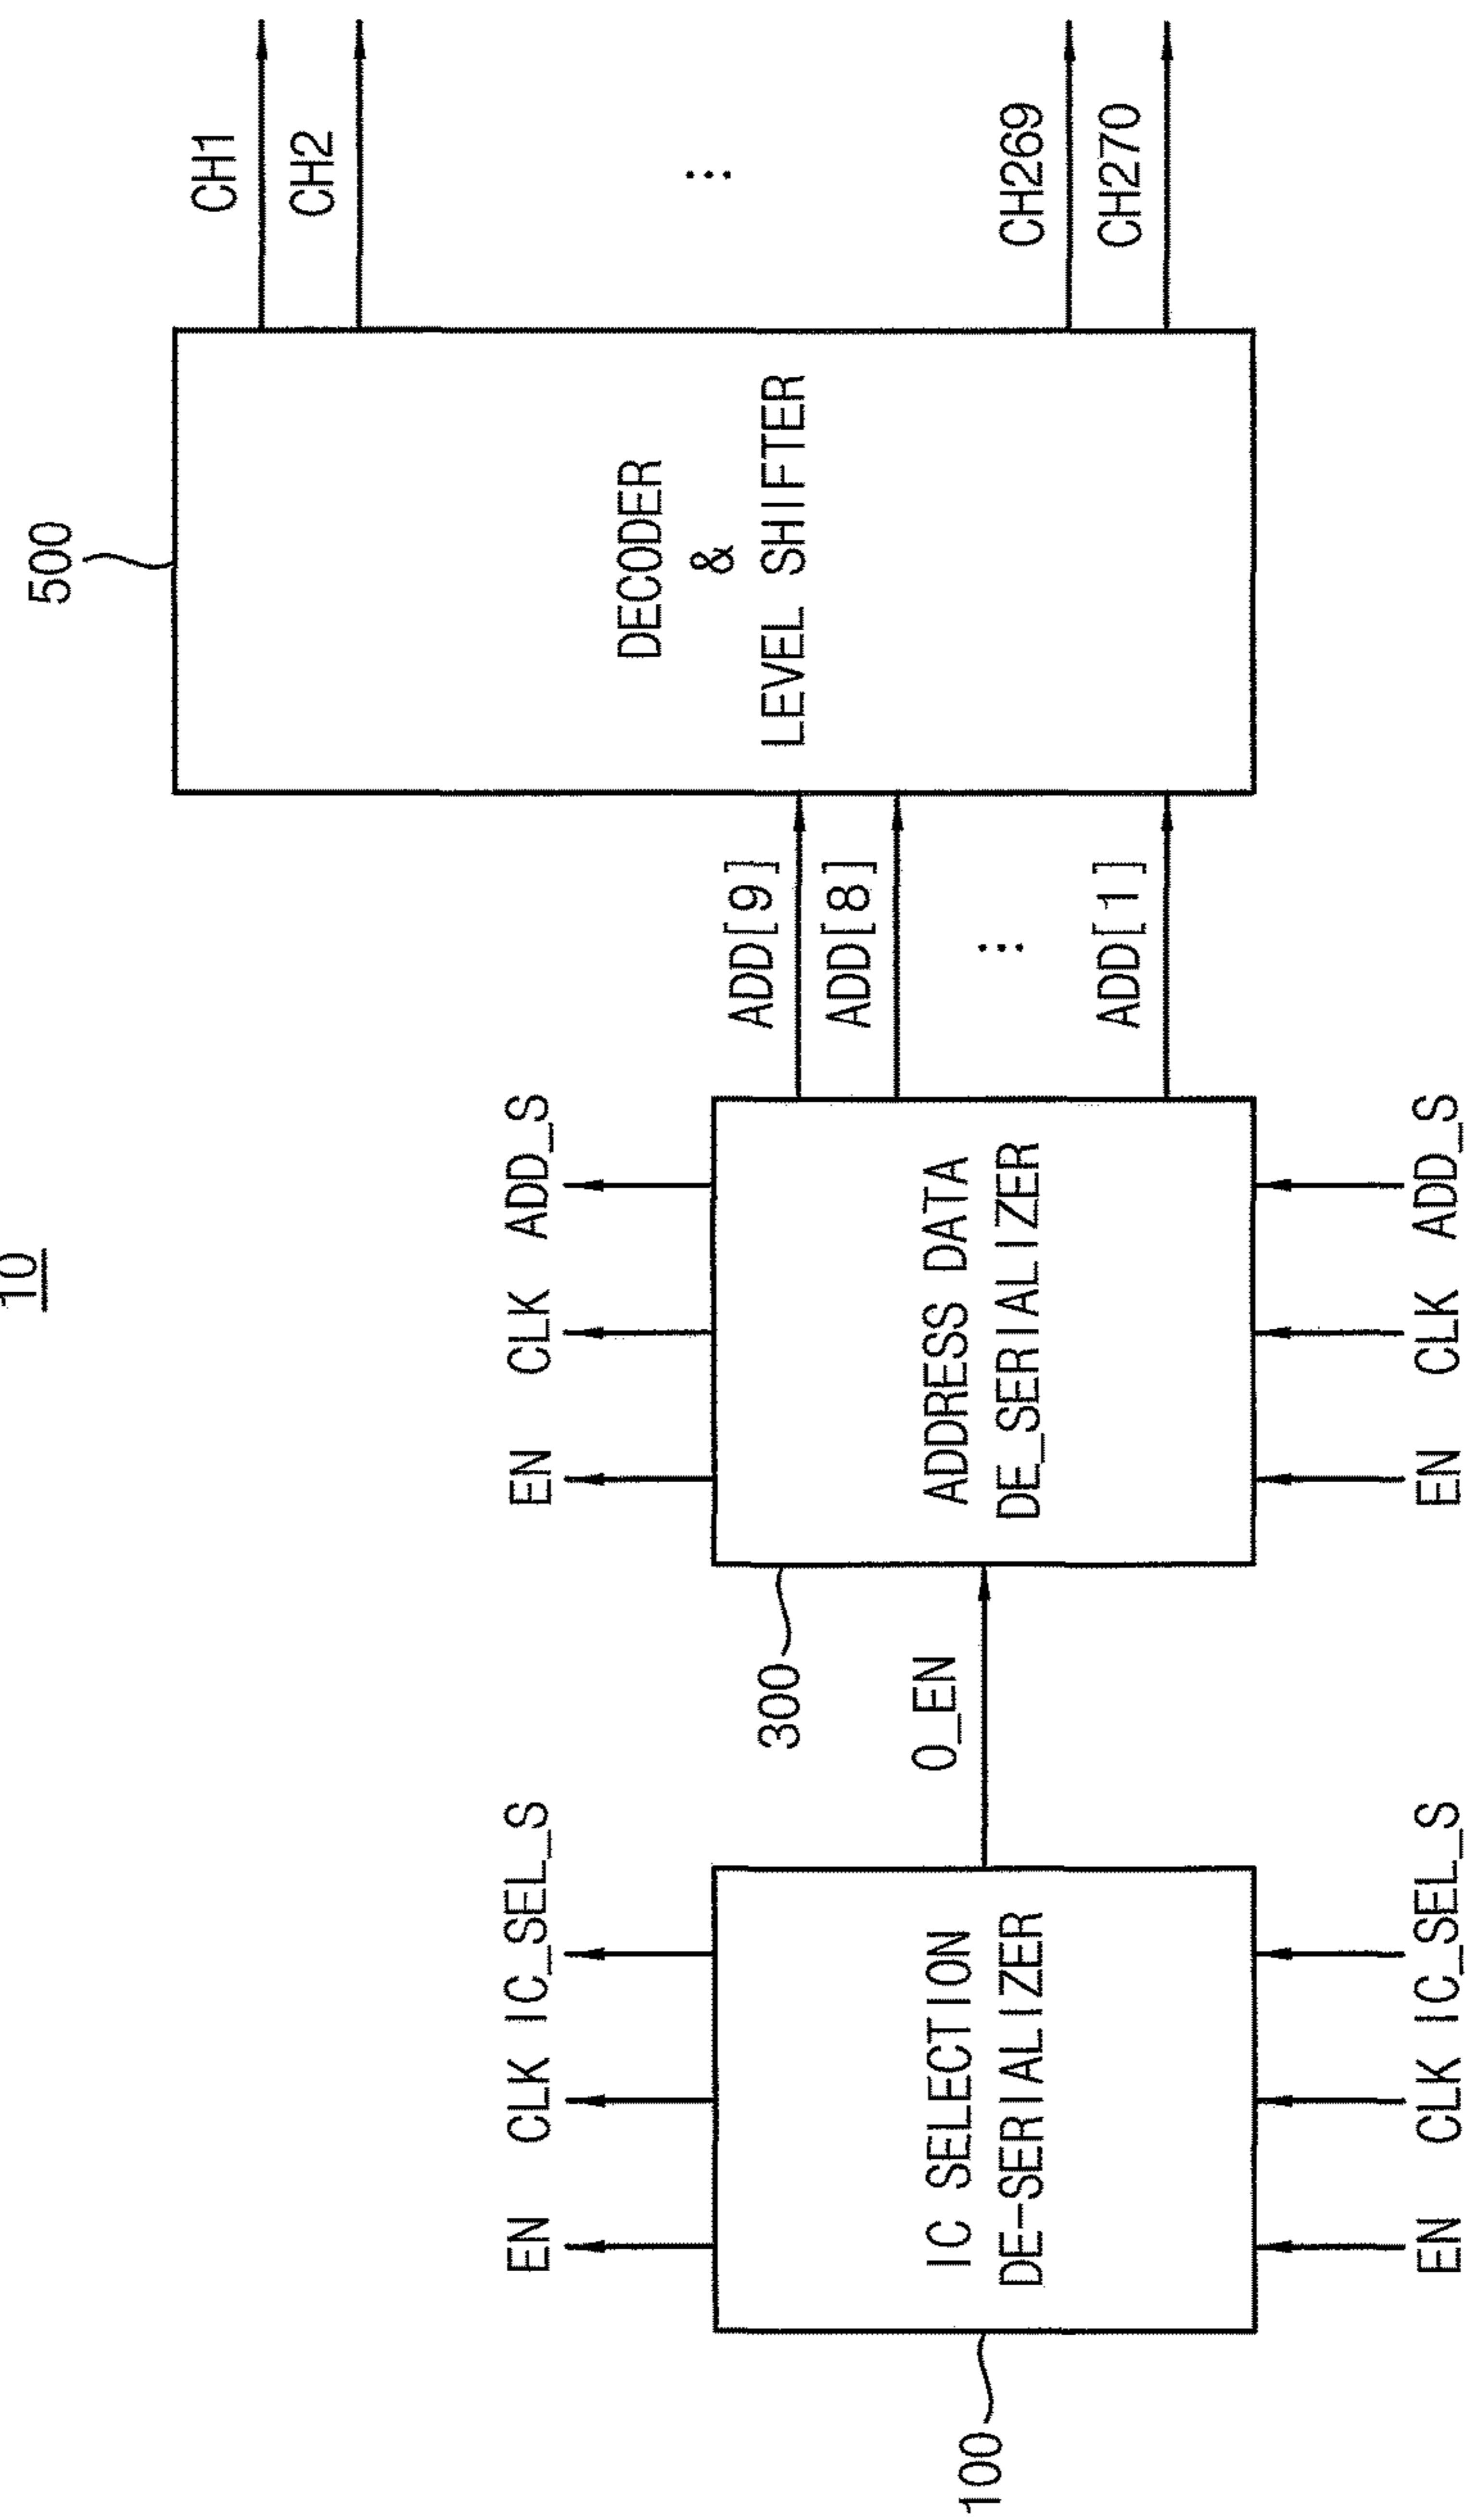 10
500
CH1
CH2
⋮
CH269
CH270
DECODER
&
LEVEL SHIFTER
ADD[9]
ADD[8]
⋮
ADD[1]
EN CLK ADD_S
ADDRESS DATA
DE_SERIALIZER
EN CLK ADD_S
300
O_EN
EN CLK IC_SEL_S
IC SELECTION
DE-SERIALIZER
EN CLK IC_SEL_S
100